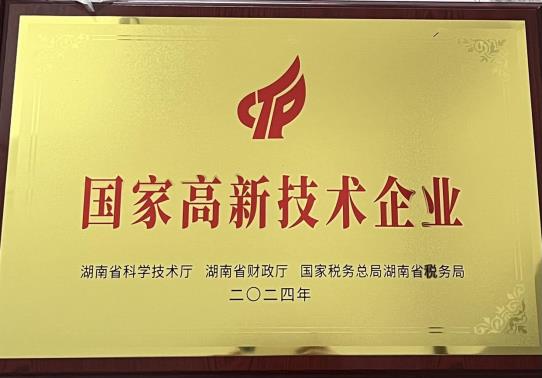 CTP
国家高新技术企业
湖南省科学技术厅 湖南省财政厅 国家税务总局湖南省税务局
二〇二四年